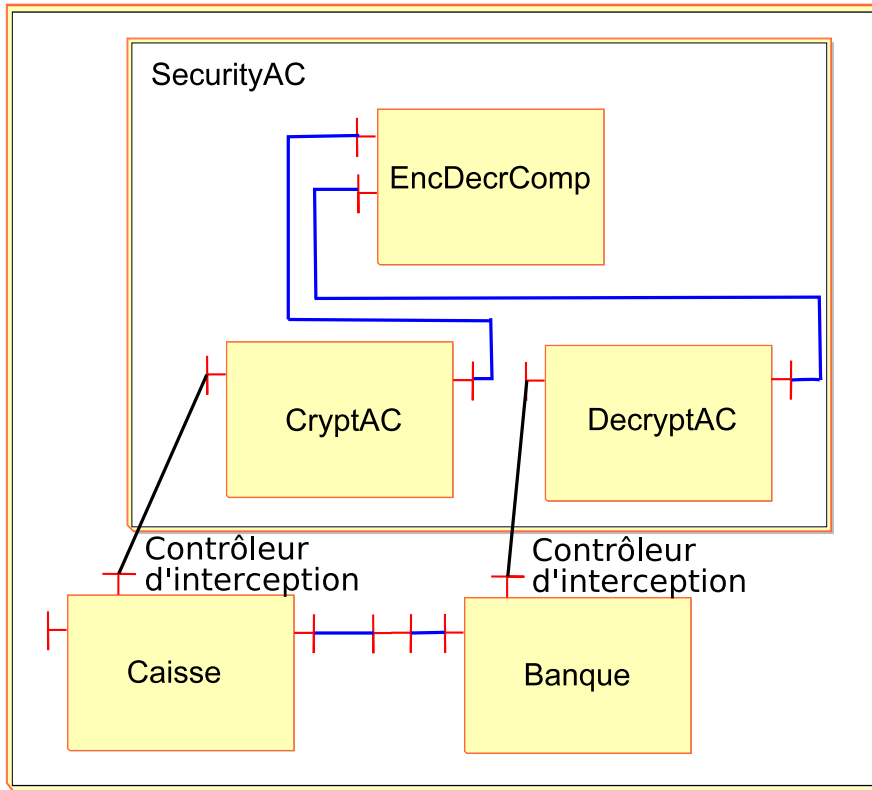 SecurityAC
EncDecrComp
CryptAC
DecryptAC
Contrôleur
d'interception
Contrôleur
d'interception
Caisse
Banque